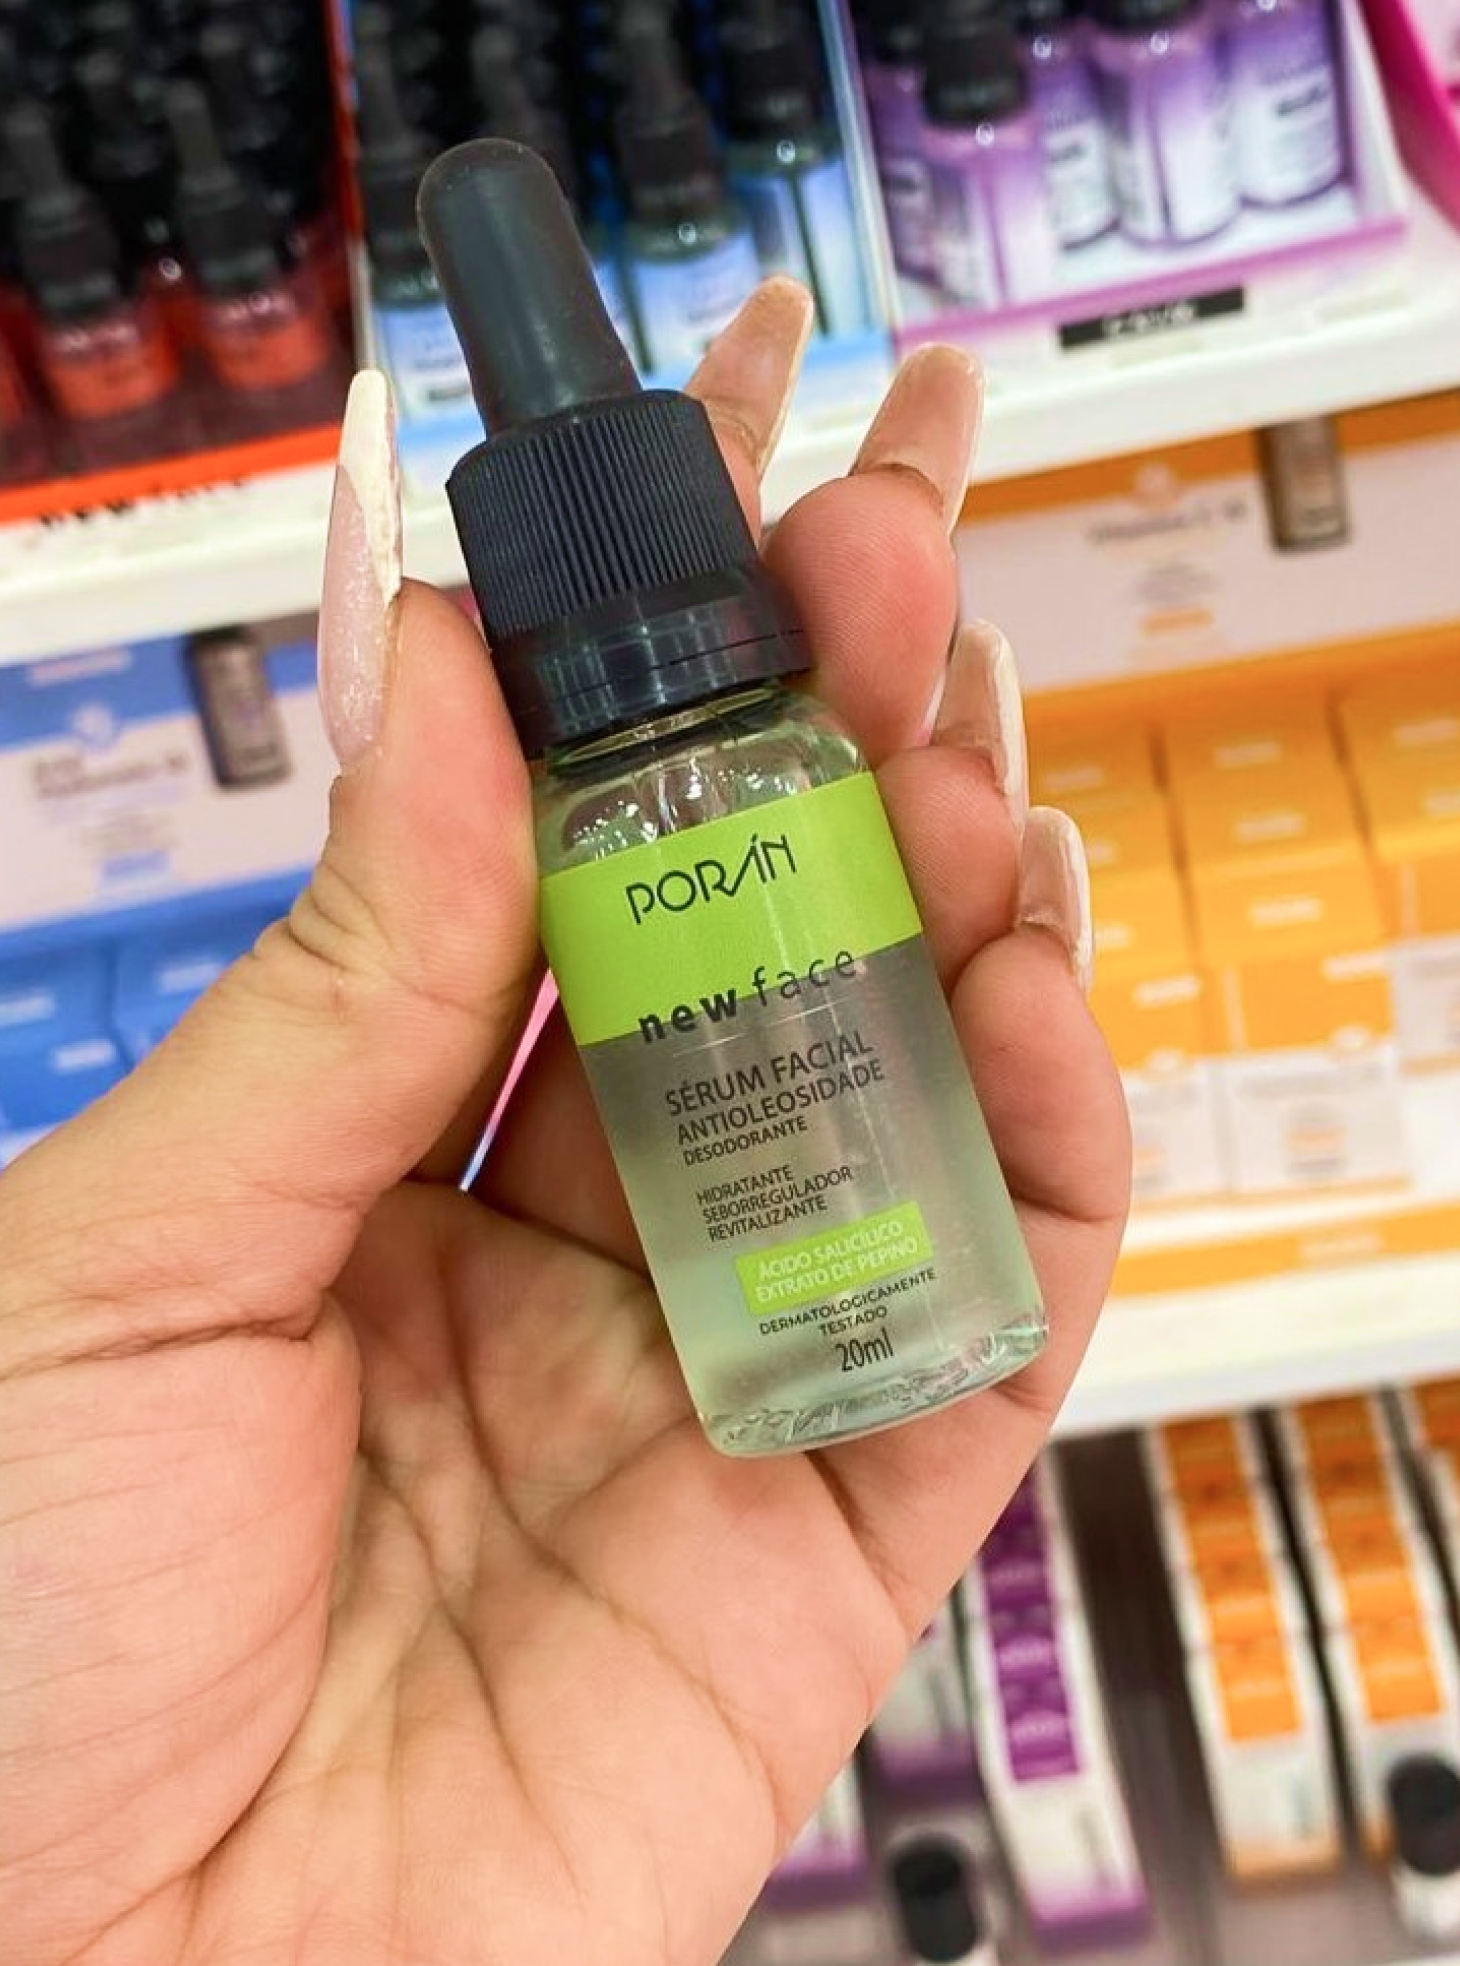 PORÁN
new face
SÉRUM FACIAL
ANTIOLEOSIDADE
DESODORANTE
HIDRATANTE
SEBORREGULADOR
REVITALIZANTE
ÁCIDO SALICÍLICO
EXTRATO DE PEPINO
DERMATOLOGICAMENTE
TESTADO
20ml